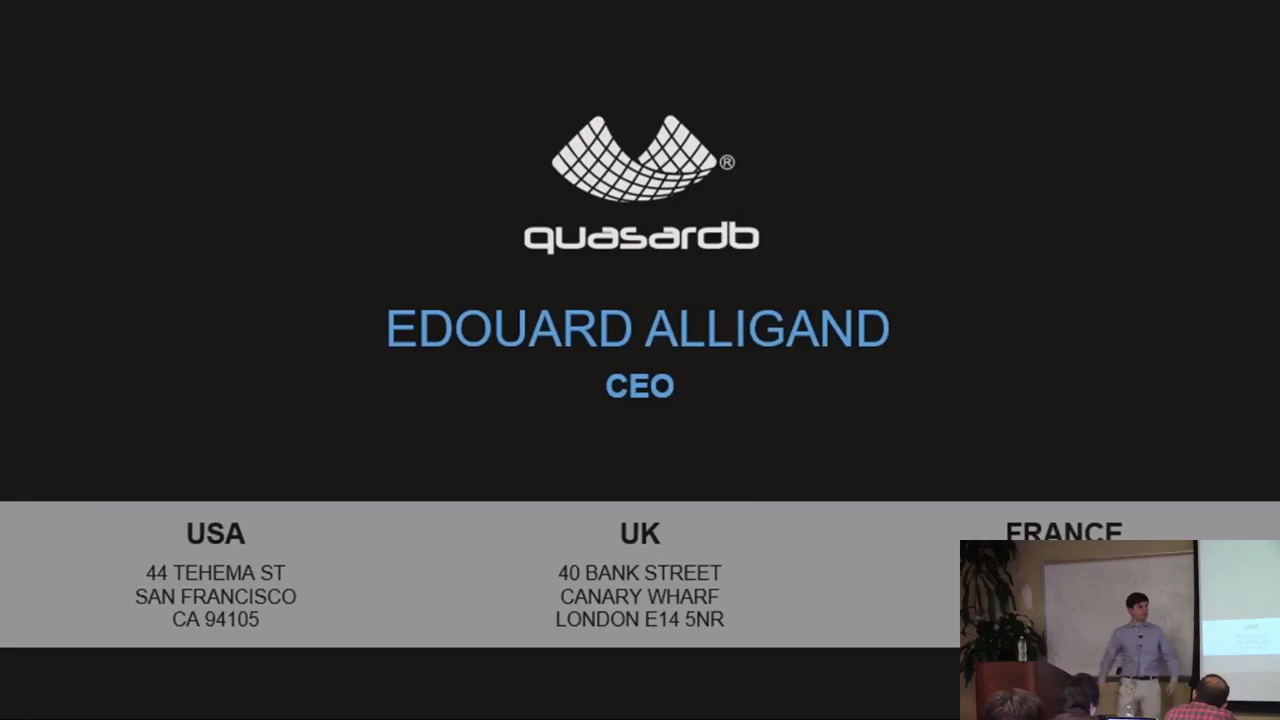 ®
quasardb
EDOUARD ALLIGAND
CEO
USA
44 TEHEMA ST
SAN FRANCISCO
CA 94105
UK
40 BANK STREET
CANARY WHARF
LONDON E14 5NR
FRANCE
USA